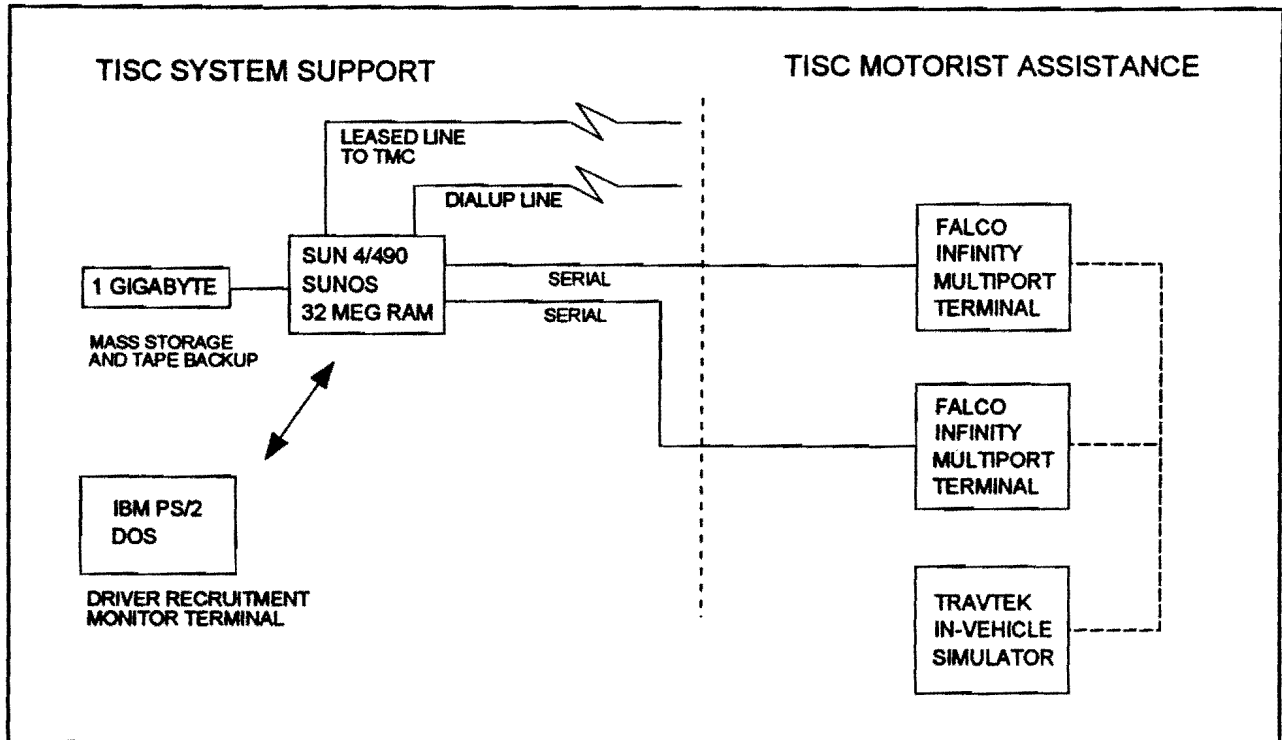 TISC SYSTEM SUPPORT
TISC MOTORIST ASSISTANCE
LEASED LINE
TO TMC
DIALUP LINE
SUN 4/490
SUNOS
32 MEG RAM
1 GIGABYTE
MASS STORAGE
AND TAPE BACKUP
SERIAL
SERIAL
FALCO
INFINITY
MULTIPORT
TERMINAL
FALCO
INFINITY
MULTIPORT
TERMINAL
IBM PS/2
DOS
DRIVER RECRUITMENT
MONITOR TERMINAL
TRAVTEK
IN-VEHICLE
SIMULATOR